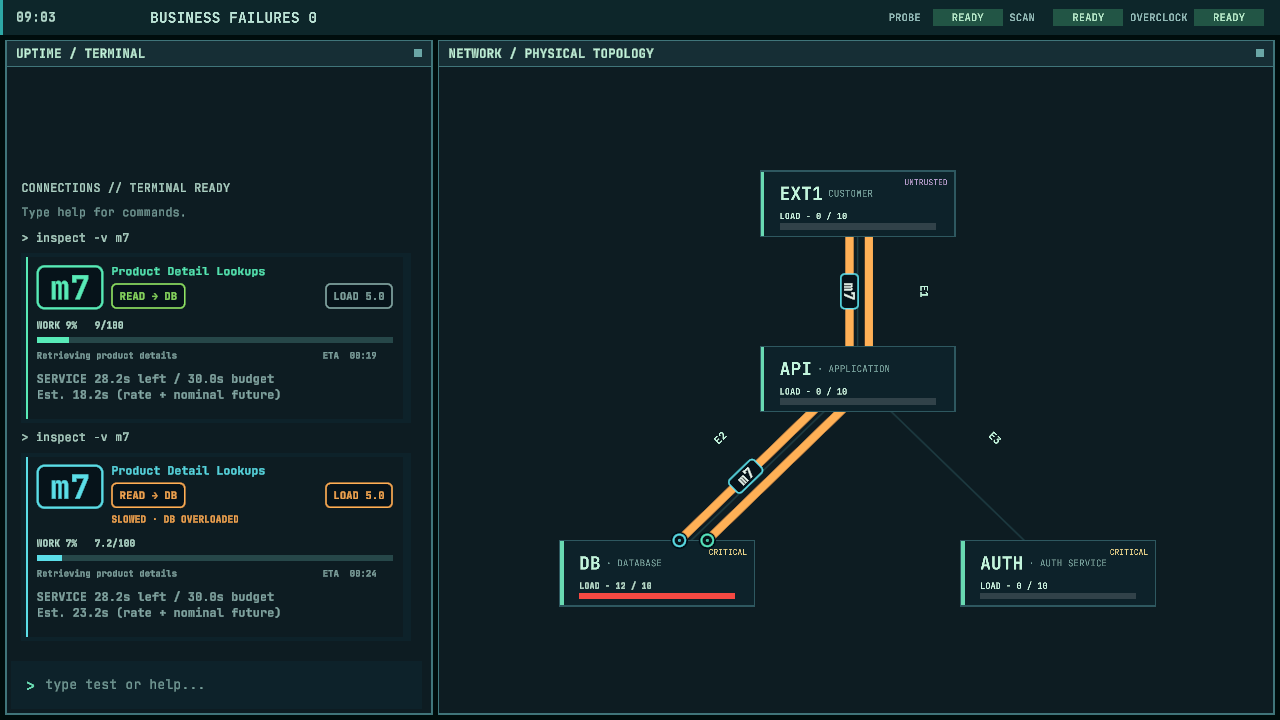 09:03
BUSINESS FAILURES 0
PROBE READY SCAN READY OVERCLOCK READY
UPTIME / TERMINAL
CONNECTIONS // TERMINAL READY
Type help for commands.
> inspect -v m7
m7
Product Detail Lookups
READ → DB
LOAD 5.0
WORK 9% 9/100
Retrieving product details ETA 00:19
SERVICE 28.2s left / 30.0s budget
Est. 18.2s (rate + nominal future)
> inspect -v m7
m7
Product Detail Lookups
READ → DB
LOAD 5.0
SLOWED · DB OVERLOADED
WORK 7% 7.2/100
Retrieving product details ETA 00:24
SERVICE 28.2s left / 30.0s budget
Est. 23.2s (rate + nominal future)
> type test or help...
NETWORK / PHYSICAL TOPOLOGY
UNTRUSTED
EXT1 CUSTOMER
LOAD - 0 / 10
m7
E1
API · APPLICATION
LOAD - 0 / 10
E2
E3
m7
CRITICAL
DB · DATABASE
LOAD - 12 / 10
CRITICAL
AUTH · AUTH SERVICE
LOAD - 0 / 10